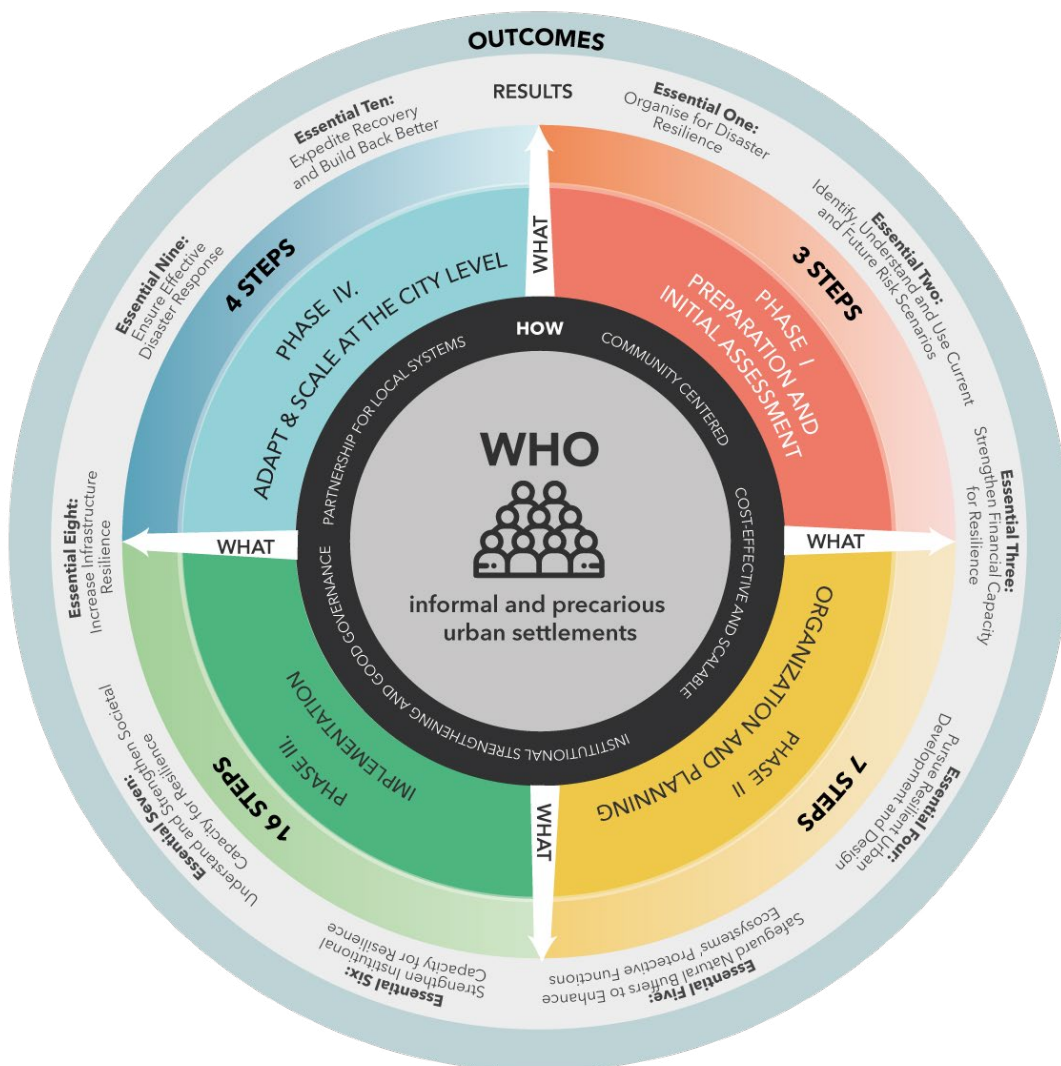 OUTCOMES
RESULTS
Essential One:
Organise for Disaster
Resilience
Essential Two:
Identify, Understand and Use Current
and Future Risk Scenarios
Essential Three:
Strengthen Financial Capacity
for Resilience
Essential Four:
Pursue Resilient Urban
Development and Design
Essential Five:
Safeguard Natural Buffers to Enhance
Ecosystems' Protective Functions
Essential Six:
Strengthen Institutional
Capacity for Resilience
Essential Seven:
Understand and Strengthen Societal
Capacity for Resilience
Essential Eight:
Increase Infrastructure
Resilience
Essential Nine:
Ensure Effective
Disaster Response
Essential Ten:
Expedite Recovery
and Build Back Better
3 STEPS
PHASE I
PREPARATION AND
INITIAL ASSESSMENT
7 STEPS
PHASE II
ORGANIZATION AND PLANNING
16 STEPS
PHASE III.
IMPLEMENTATION
4 STEPS
PHASE IV.
ADAPT & SCALE AT THE CITY LEVEL
WHAT
WHAT
WHAT
WHAT
HOW
COMMUNITY CENTERED
COST-EFFECTIVE AND SCALABLE
INSTITUTIONAL STRENGTHENING AND GOOD GOVERNANCE
PARTNERSHIP FOR LOCAL SYSTEMS
WHO
informal and precarious
urban settlements